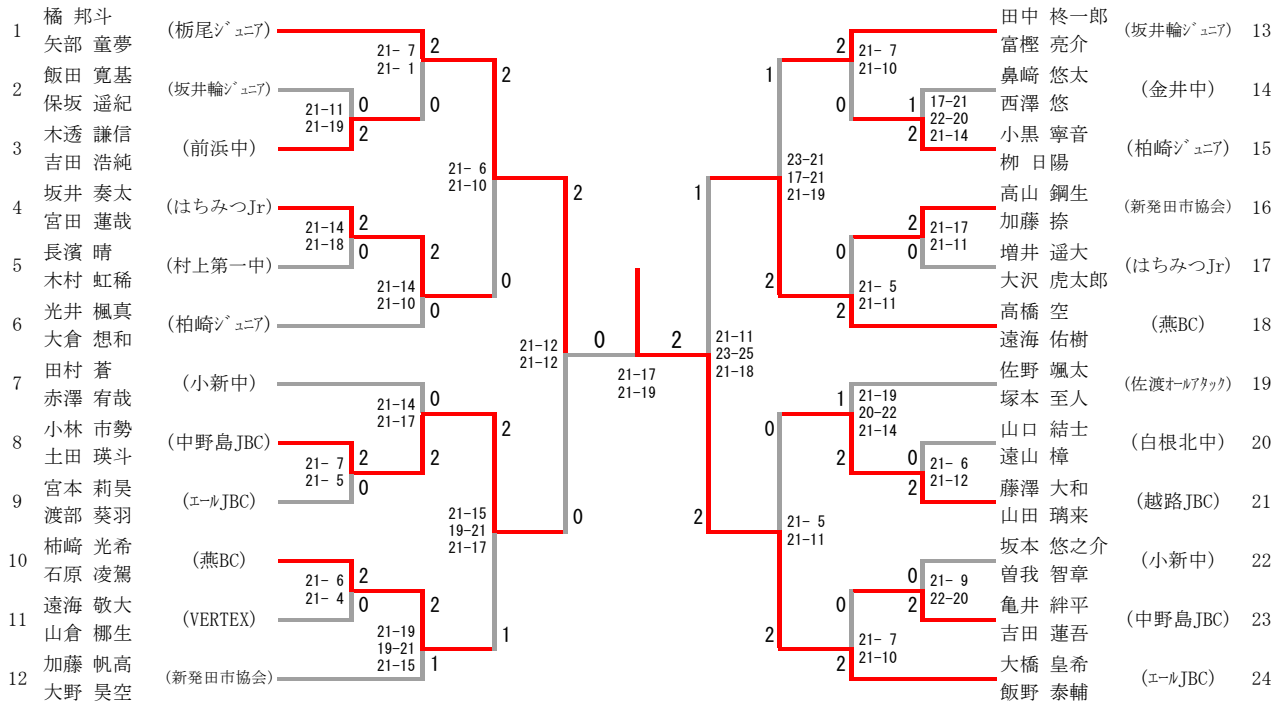 橘 邦斗
1 (栃尾ジュニア)
矢部 童夢
飯田 寛基
2 (坂井輪ジュニア)
保坂 遥紀
木透 謙信
3 (前浜中)
吉田 浩純
坂井 奏太
4 (はちみつJr)
宮田 蓮哉
長濱 晴
5 (村上第一中)
木村 虹稀
光井 楓真
6 (柏崎ジュニア)
大倉 想和
田村 蒼
7 (小新中)
赤澤 宥哉
小林 市勢
8 (中野島JBC)
土田 瑛斗
宮本 莉昊
9 (エールJBC)
渡部 葵羽
柿﨑 光希
10 (燕BC)
石原 凌駕
遠海 敬大
11 (VERTEX)
山倉 梛生
加藤 帆高
12 (新発田市協会)
大野 昊空
2
21- 7
21- 1
0
0
21-11
21-19
2
2
21- 6
21-10
0
2
21-14
21-18
0
2
21-14
21-10
0
2
21-12
21-12
0
0
21-14
21-17
2
2
21- 7
21- 5
0
2
21-15
19-21
21-17
1
2
21- 6
21- 4
0
2
21-19
19-21
21-15
1
0
2
21-17
21-19
1
21-11
23-25
21-18
2
1
23-21
17-21
21-19
2
2
21- 7
21-10
0
1
17-21
22-20
21-14
2
2
21-17
21-11
0
0
21- 5
21-11
2
0
21- 5
21-11
2
1
21-19
20-22
21-14
2
0
21- 6
21-12
2
0
21- 9
22-20
2
0
21- 7
21-10
2
田中 柊一郎
(坂井輪ジュニア) 13
富樫 亮介
鼻﨑 悠太
(金井中) 14
西澤 悠
小黒 寧音
(柏崎ジュニア) 15
栁 日陽
高山 鋼生
(新発田市協会) 16
加藤 捺
増井 遥大
(はちみつJr) 17
大沢 虎太郎
高橋 空
(燕BC) 18
遠海 佑樹
佐野 颯太
(佐渡オールアタック) 19
塚本 至人
山口 結士
(白根北中) 20
遠山 樟
藤澤 大和
(越路JBC) 21
山田 璃来
坂本 悠之介
(小新中) 22
曽我 智章
亀井 絆平
(中野島JBC) 23
吉田 蓮吾
大橋 皇希
(エールJBC) 24
飯野 泰輔